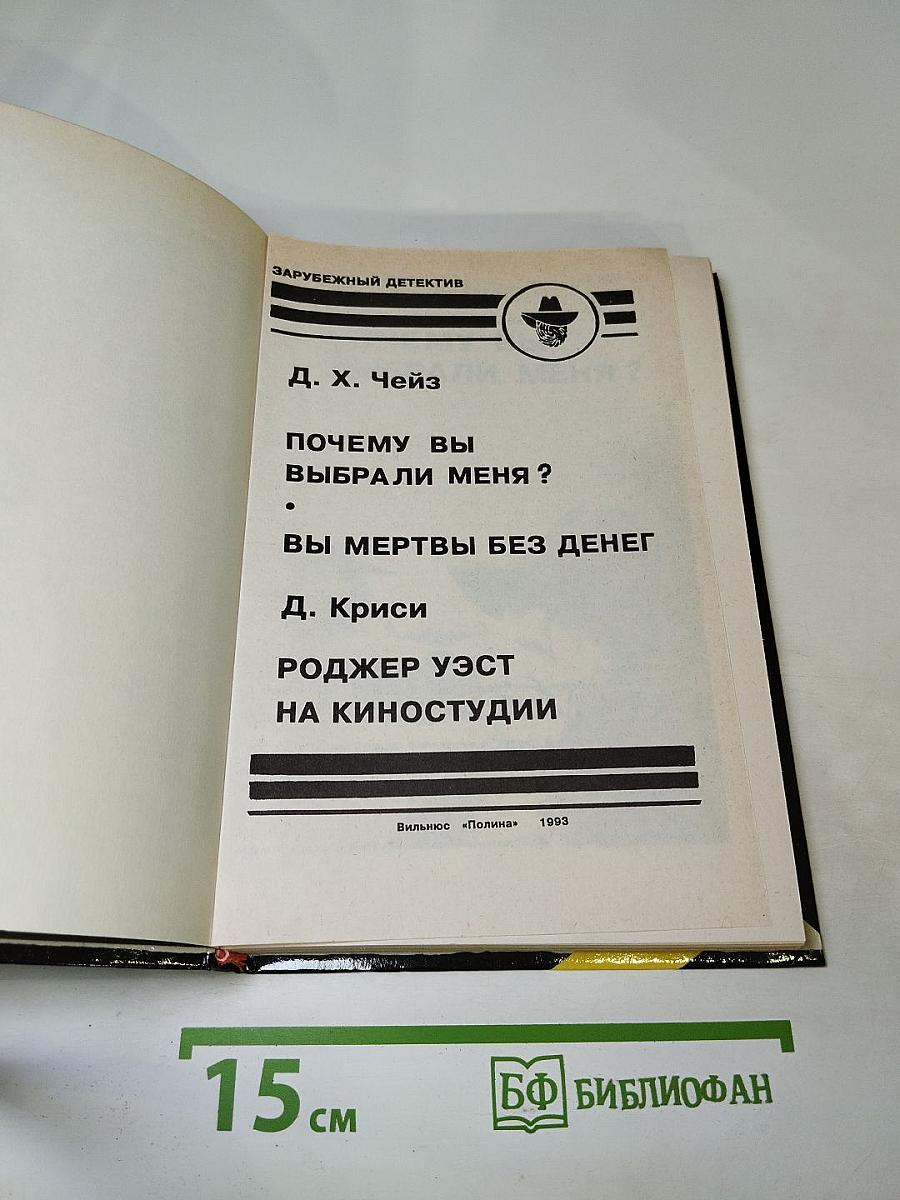 ЗАРУБЕЖНЫЙ ДЕТЕКТИВ
Д. Х. Чейз
ПОЧЕМУ ВЫ
ВЫБРАЛИ МЕНЯ?
•
ВЫ МЕРТВЫ БЕЗ ДЕНЕГ
Д. Криси
РОДЖЕР УЭСТ
НА КИНОСТУДИИ
Вильнюс «Полина» 1993
15 см
БФ БИБЛИОФАН